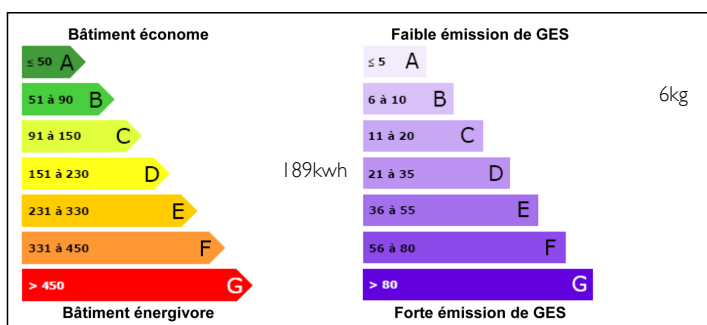 Bâtiment économe
≤ 50 A
51 à 90 B
91 à 150 C
151 à 230 D
189kwh
231 à 330 E
331 à 450 F
> 450 G
Bâtiment énergivore
Faible émission de GES
≤ 5 A
6 à 10 B
6kg
11 à 20 C
21 à 35 D
36 à 55 E
56 à 80 F
> 80 G
Forte émission de GES